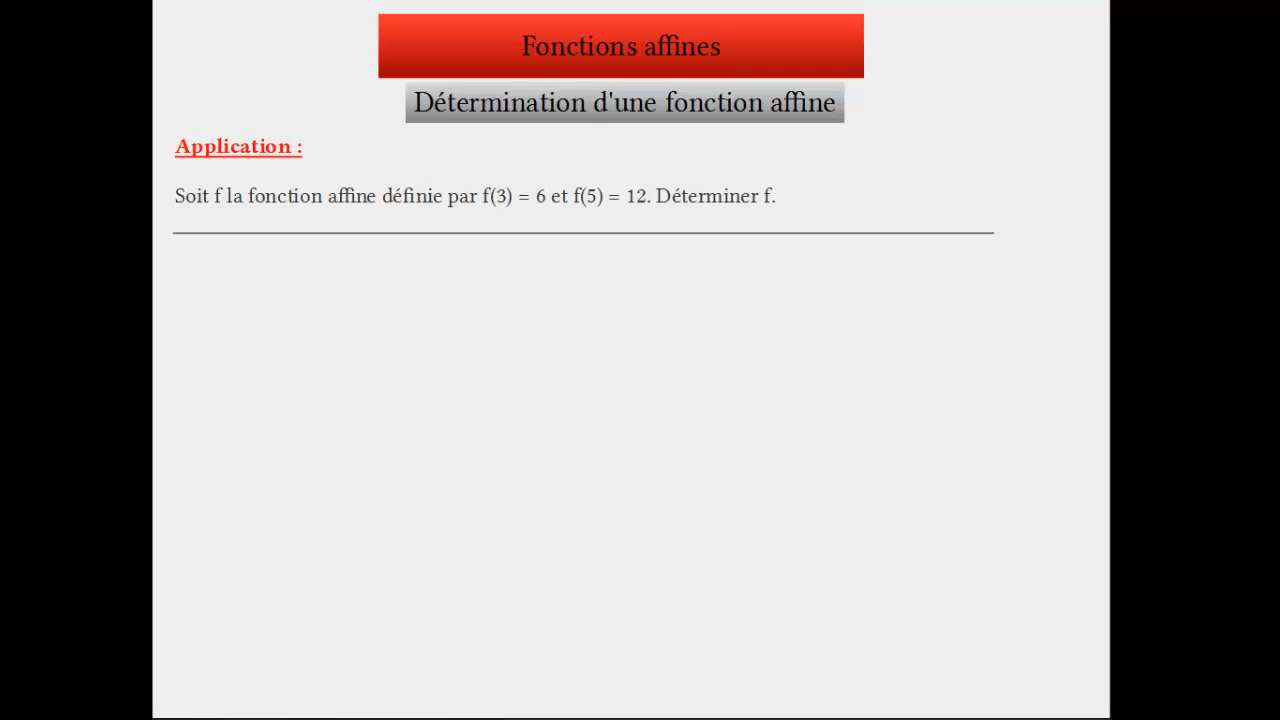 Fonctions affines
Détermination d'une fonction affine
Application :
Soit f la fonction affine définie par f(3) = 6 et f(5) = 12. Déterminer f.